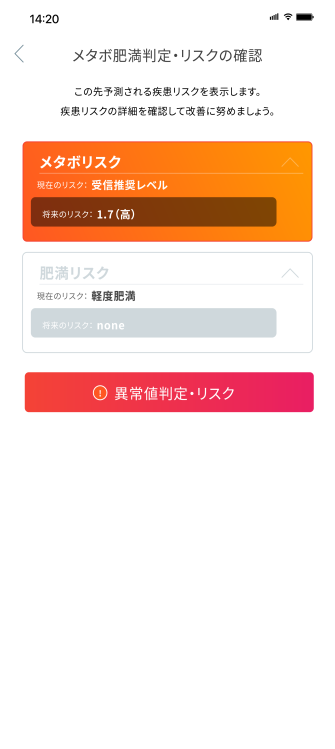 14:20
メタボ肥満判定・リスクの確認
この先予測される疾患リスクを表示します。
疾患リスクの詳細を確認して改善に努めましょう。
メタボリスク
現在のリスク: 受信推奨レベル
将来のリスク: 1.7（高）
肥満リスク
現在のリスク: 軽度肥満
将来のリスク: none
異常値判定・リスク